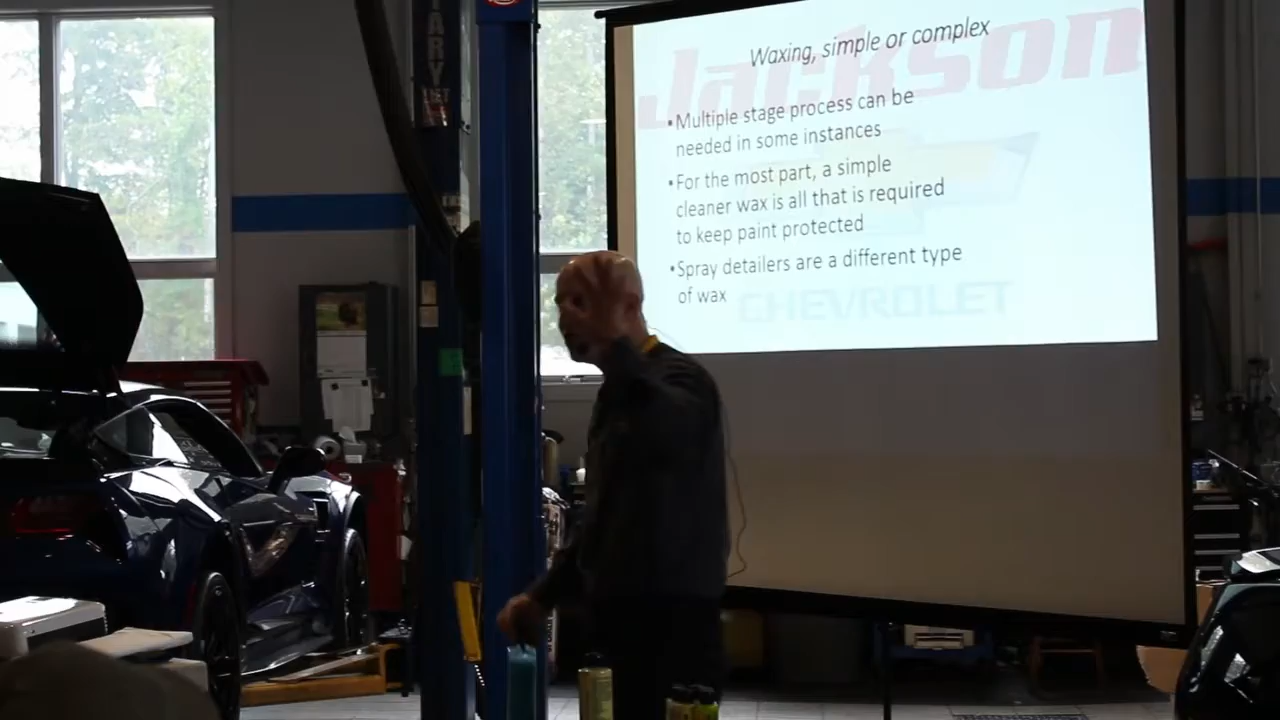 Jackson
Waxing, simple or complex
•Multiple stage process can be
needed in some instances
•For the most part, a simple
cleaner wax is all that is required
to keep paint protected
•Spray detailers are a different type
of wax
CHEVROLET